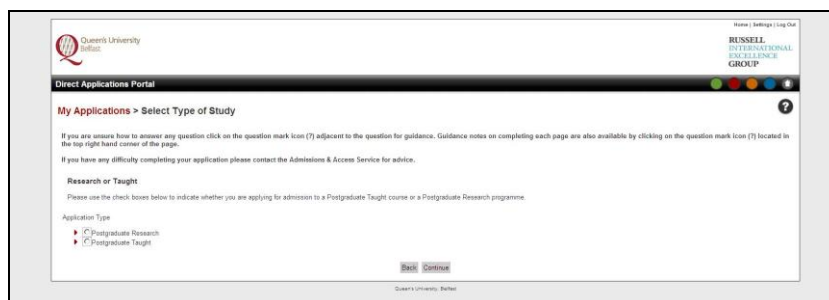 Home | Settings | Log Out
Queen's University
Belfast
RUSSELL
INTERNATIONAL
EXCELLENCE
GROUP
Direct Applications Portal
My Applications > Select Type of Study
?
If you are unsure how to answer any question click on the question mark icon (?) adjacent to the question for guidance. Guidance notes on completing each page are also available by clicking on the question mark icon (?) located in
the top right hand corner of the page.
If you have any difficulty completing your application please contact the Admissions & Access Service for advice.
Research or Taught
Please use the check boxes below to indicate whether you are applying for admission to a Postgraduate Taught course or a Postgraduate Research programme.
Application Type
Postgraduate Research
Postgraduate Taught
Back Continue
Queen's University, Belfast